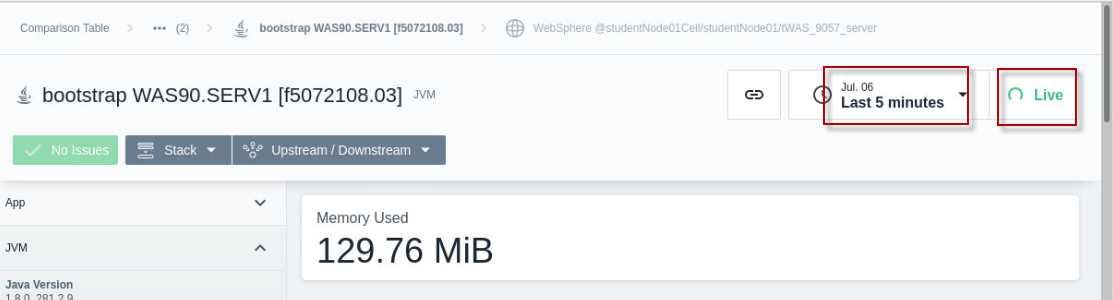 Comparison Table > ••• (2) > bootstrap WAS90.SERV1 [f5072108.03] > WebSphere @studentNode01Cell/studentNode01/tWAS_9057_server
bootstrap WAS90.SERV1 [f5072108.03] JVM
Jul. 06
Last 5 minutes
Live
No Issues
Stack
Upstream / Downstream
App
JVM
Java Version
1.8.0_281.2.9
Memory Used
129.76 MiB